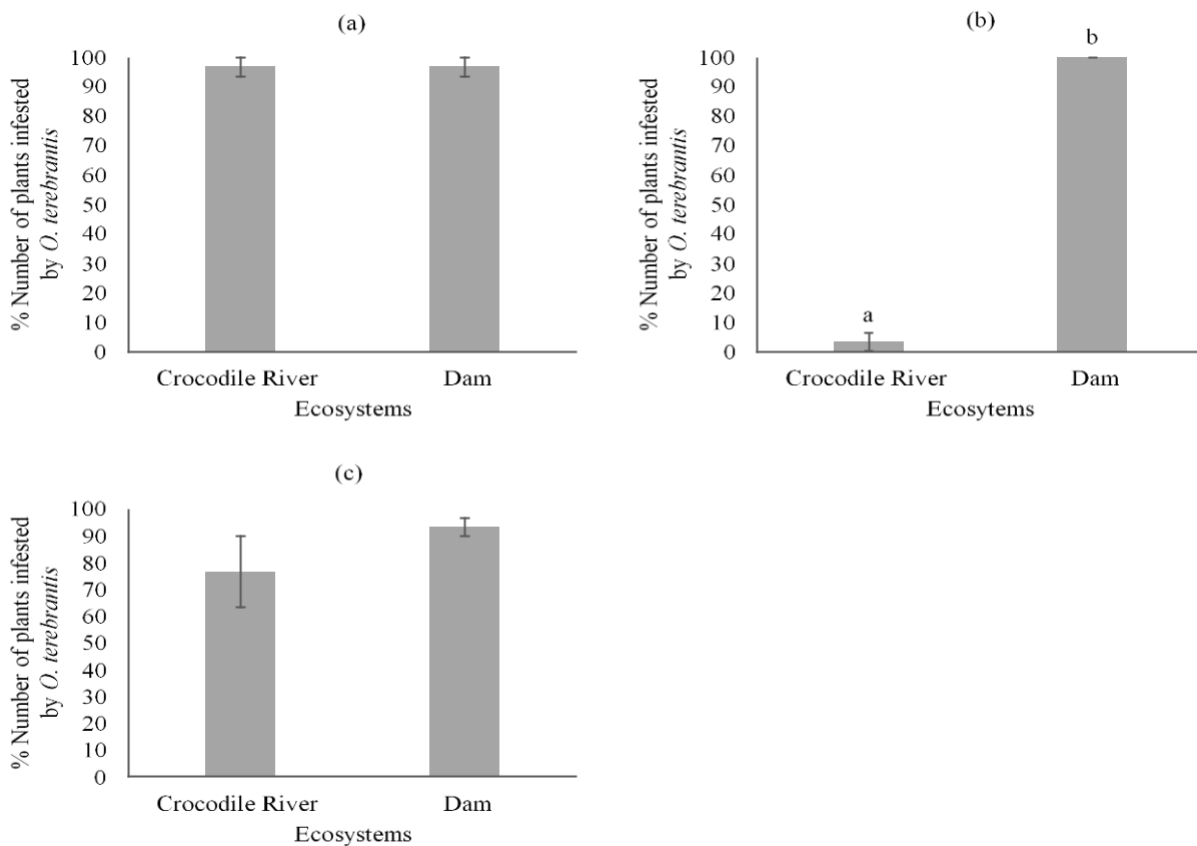 (a)
% Number of plants infested
by O. terebrantis
100
90
80
70
60
50
40
30
20
10
0
Crocodile River
Dam
Ecosystems
(b)
% Number of plants infested
by O. terebrantis
100
90
80
70
60
50
40
30
20
10
0
a
b
Crocodile River
Dam
Ecosytems
(c)
% Number of plants infested
by O. terebrantis
100
90
80
70
60
50
40
30
20
10
0
Crocodile River
Dam
Ecosystems